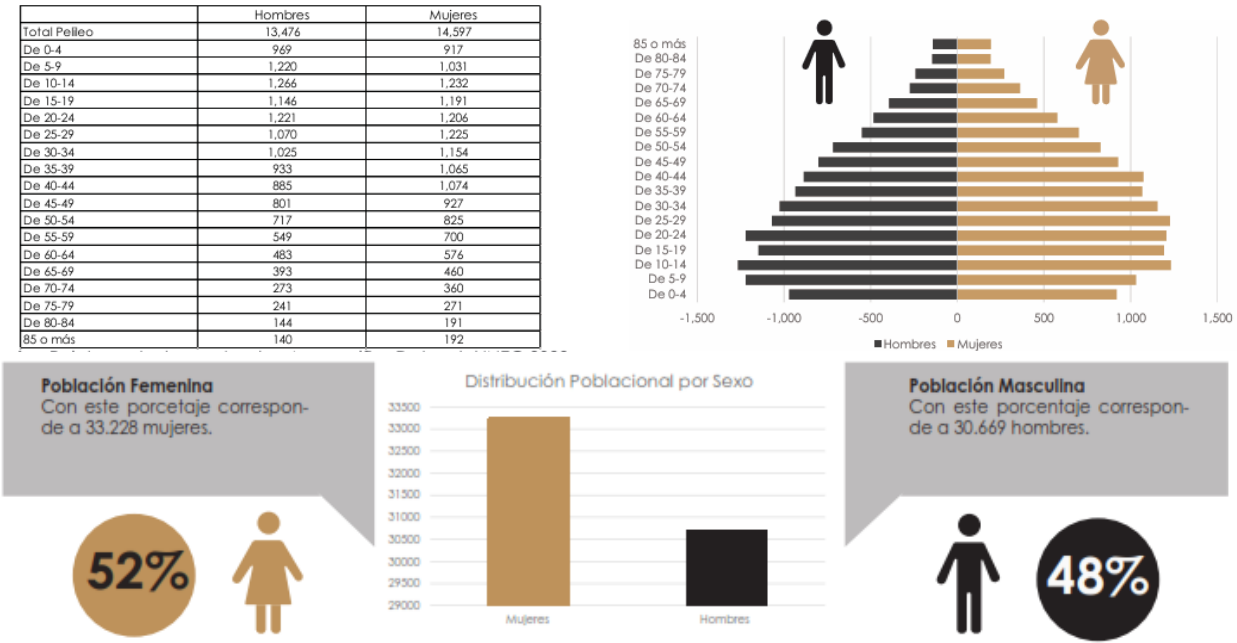 Hombres Mujeres
Total Pelileo 13,476 14,597
De 0-4 969 917
De 5-9 1,220 1,031
De 10-14 1,266 1,232
De 15-19 1,146 1,191
De 20-24 1,221 1,206
De 25-29 1,070 1,225
De 30-34 1,025 1,154
De 35-39 933 1,065
De 40-44 885 1,074
De 45-49 801 927
De 50-54 717 825
De 55-59 549 700
De 60-64 483 576
De 65-69 393 460
De 70-74 273 360
De 75-79 241 271
De 80-84 144 191
85 o más 140 192
85 o más
De 80-84
De 75-79
De 70-74
De 65-69
De 60-64
De 55-59
De 50-54
De 45-49
De 40-44
De 35-39
De 30-34
De 25-29
De 20-24
De 15-19
De 10-14
De 5-9
De 0-4
-1,500 -1,000 -500 0 500 1,000 1,500
Hombres Mujeres
Población Femenina
Con este porcetaje correspon-
de a 33.228 mujeres.
52%
Distribución Poblacional por Sexo
33500
33000
32500
32000
31500
31000
30500
30000
29500
29000
Mujeres Hombres
Población Masculina
Con este porcentaje correspon-
de a 30.669 hombres.
48%